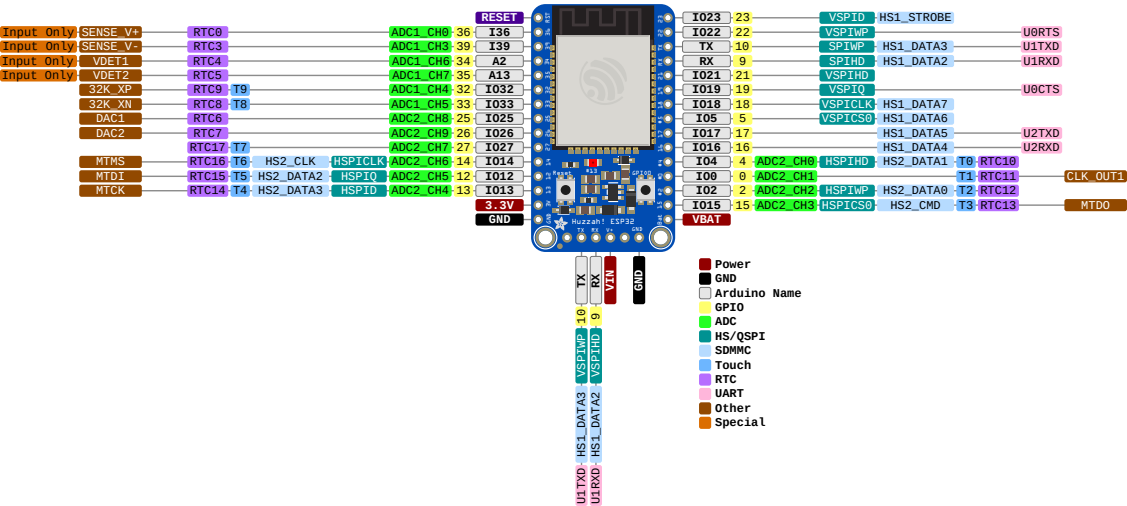 RESET IO23 23 VSPID HS1_STROBE
Input Only SENSE_V+ RTC0 ADC1_CH0 36 I36 IO22 22 VSPIWP U0RTS
Input Only SENSE_V- RTC3 ADC1_CH3 39 I39 TX 10 SPIWP HS1_DATA3 U1TXD
Input Only VDET1 RTC4 ADC1_CH6 34 A2 RX 9 SPIHD HS1_DATA2 U1RXD
Input Only VDET2 RTC5 ADC1_CH7 35 A13 IO21 21 VSPIHD
32K_XP RTC9 T9 ADC1_CH4 32 IO32 IO19 19 VSPIQ U0CTS
32K_XN RTC8 T8 ADC1_CH5 33 IO33 IO18 18 VSPICLK HS1_DATA7
DAC1 RTC6 ADC2_CH8 25 IO25 IO5 5 VSPICS0 HS1_DATA6
DAC2 RTC7 ADC2_CH9 26 IO26 IO17 17 HS1_DATA5 U2TXD
RTC17 T7 ADC2_CH7 27 IO27 IO16 16 HS1_DATA4 U2RXD
MTMS RTC16 T6 HS2_CLK HSPICLK ADC2_CH6 14 IO14 IO4 4 ADC2_CH0 HSPIHD HS2_DATA1 T0 RTC10
MTDI RTC15 T5 HS2_DATA2 HSPIQ ADC2_CH5 12 IO12 IO0 0 ADC2_CH1 T1 RTC11 CLK_OUT1
MTCK RTC14 T4 HS2_DATA3 HSPID ADC2_CH4 13 IO13 IO2 2 ADC2_CH2 HSPIWP HS2_DATA0 T2 RTC12
3.3V IO15 15 ADC2_CH3 HSPICS0 HS2_CMD T3 RTC13 MTDO
GND VBAT
Reset #13 GPIO0
Huzzah! ESP32
TX RX V+ GND
TX 10 VSPIWP HS1_DATA3 U1TXD
RX 9 VSPIHD HS1_DATA2 U1RXD
VIN
GND
Power
GND
Arduino Name
GPIO
ADC
HS/QSPI
SDMMC
Touch
RTC
UART
Other
Special